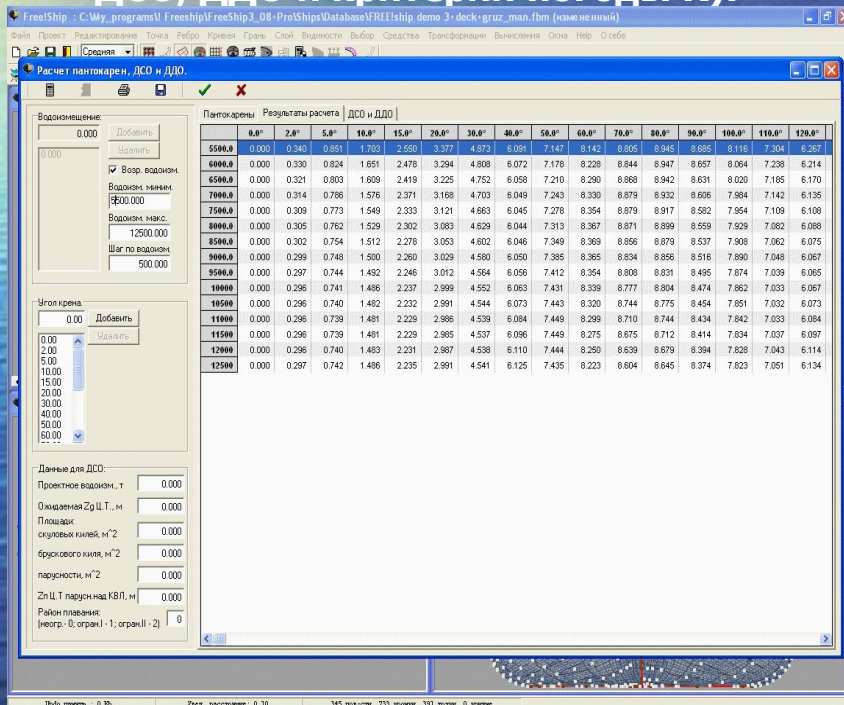 ДСО, ДДО и критерии погоды К).
Free!Ship : C:\My_programs\! Freeship\FreeShip3_08+Pro\Ships\Database\FREE!ship demo 3+deck+gruz_man.fbm (измененный)
Файл Проект Редактирование Точка Ребро Кривая Грань Слой Видимости Выбор Средства Трансформации Вычисления Окна Help О себе
Средняя
Расчет пантокарен, ДСО и ДДО.
Водоизмещение:
0.000 Добавить
0.000 Удалить
Возр. водоизм.
Водоизм. миним.
5500.000
Водоизм. макс.
12500.000
Шаг по водоизм.
500.000
Угол крена.
0.00 Добавить
Удалить
0.00
2.00
5.00
10.00
15.00
20.00
30.00
40.00
50.00
60.00
Данные для ДСО:
Проектное водоизм., т 0.000
Ожидаемая Zg Ц.Т., м 0.000
Площади:
скуловых килей, м^2 0.000
брускового киля, м^2 0.000
парусности, м^2 0.000
Zп Ц.Т парусн.над КВЛ, м 0.000
Район плавания:
(неогр.- 0; огран.I - 1; огран.II - 2) 0
Пантокарены Результаты расчета ДСО и ДДО
0.0° 2.0° 5.0° 10.0° 15.0° 20.0° 30.0° 40.0° 50.0° 60.0° 70.0° 80.0° 90.0° 100.0° 110.0° 120.0°
5500.0 0.000 0.340 0.851 1.703 2.550 3.377 4.873 6.091 7.147 8.142 8.805 8.945 8.685 8.116 7.304 6.267
6000.0 0.000 0.330 0.824 1.651 2.478 3.294 4.808 6.072 7.178 8.228 8.844 8.947 8.657 8.064 7.238 6.214
6500.0 0.000 0.321 0.803 1.609 2.419 3.225 4.752 6.058 7.210 8.290 8.868 8.942 8.631 8.020 7.185 6.170
7000.0 0.000 0.314 0.786 1.576 2.371 3.168 4.703 6.049 7.243 8.330 8.879 8.932 8.606 7.984 7.142 6.135
7500.0 0.000 0.309 0.773 1.549 2.333 3.121 4.663 6.045 7.278 8.354 8.879 8.917 8.582 7.954 7.109 6.108
8000.0 0.000 0.305 0.762 1.529 2.302 3.083 4.629 6.044 7.313 8.367 8.871 8.899 8.559 7.929 7.082 6.088
8500.0 0.000 0.302 0.754 1.512 2.278 3.053 4.602 6.046 7.349 8.369 8.856 8.879 8.537 7.908 7.062 6.075
9000.0 0.000 0.299 0.748 1.500 2.260 3.029 4.580 6.050 7.385 8.365 8.834 8.856 8.516 7.890 7.048 6.067
9500.0 0.000 0.297 0.744 1.492 2.246 3.012 4.564 6.056 7.412 8.354 8.808 8.831 8.495 7.874 7.039 6.065
10000 0.000 0.296 0.741 1.486 2.237 2.999 4.552 6.063 7.431 8.339 8.777 8.804 8.474 7.862 7.033 6.067
10500 0.000 0.296 0.740 1.482 2.232 2.991 4.544 6.073 7.443 8.320 8.744 8.775 8.454 7.851 7.032 6.073
11000 0.000 0.296 0.739 1.481 2.229 2.986 4.539 6.084 7.449 8.299 8.710 8.744 8.434 7.842 7.033 6.084
11500 0.000 0.296 0.739 1.481 2.229 2.985 4.537 6.096 7.449 8.275 8.675 8.712 8.414 7.834 7.037 6.097
12000 0.000 0.296 0.740 1.483 2.231 2.987 4.538 6.110 7.444 8.250 8.639 8.679 8.394 7.828 7.043 6.114
12500 0.000 0.297 0.742 1.486 2.235 2.991 4.541 6.125 7.435 8.223 8.604 8.645 8.374 7.823 7.051 6.134